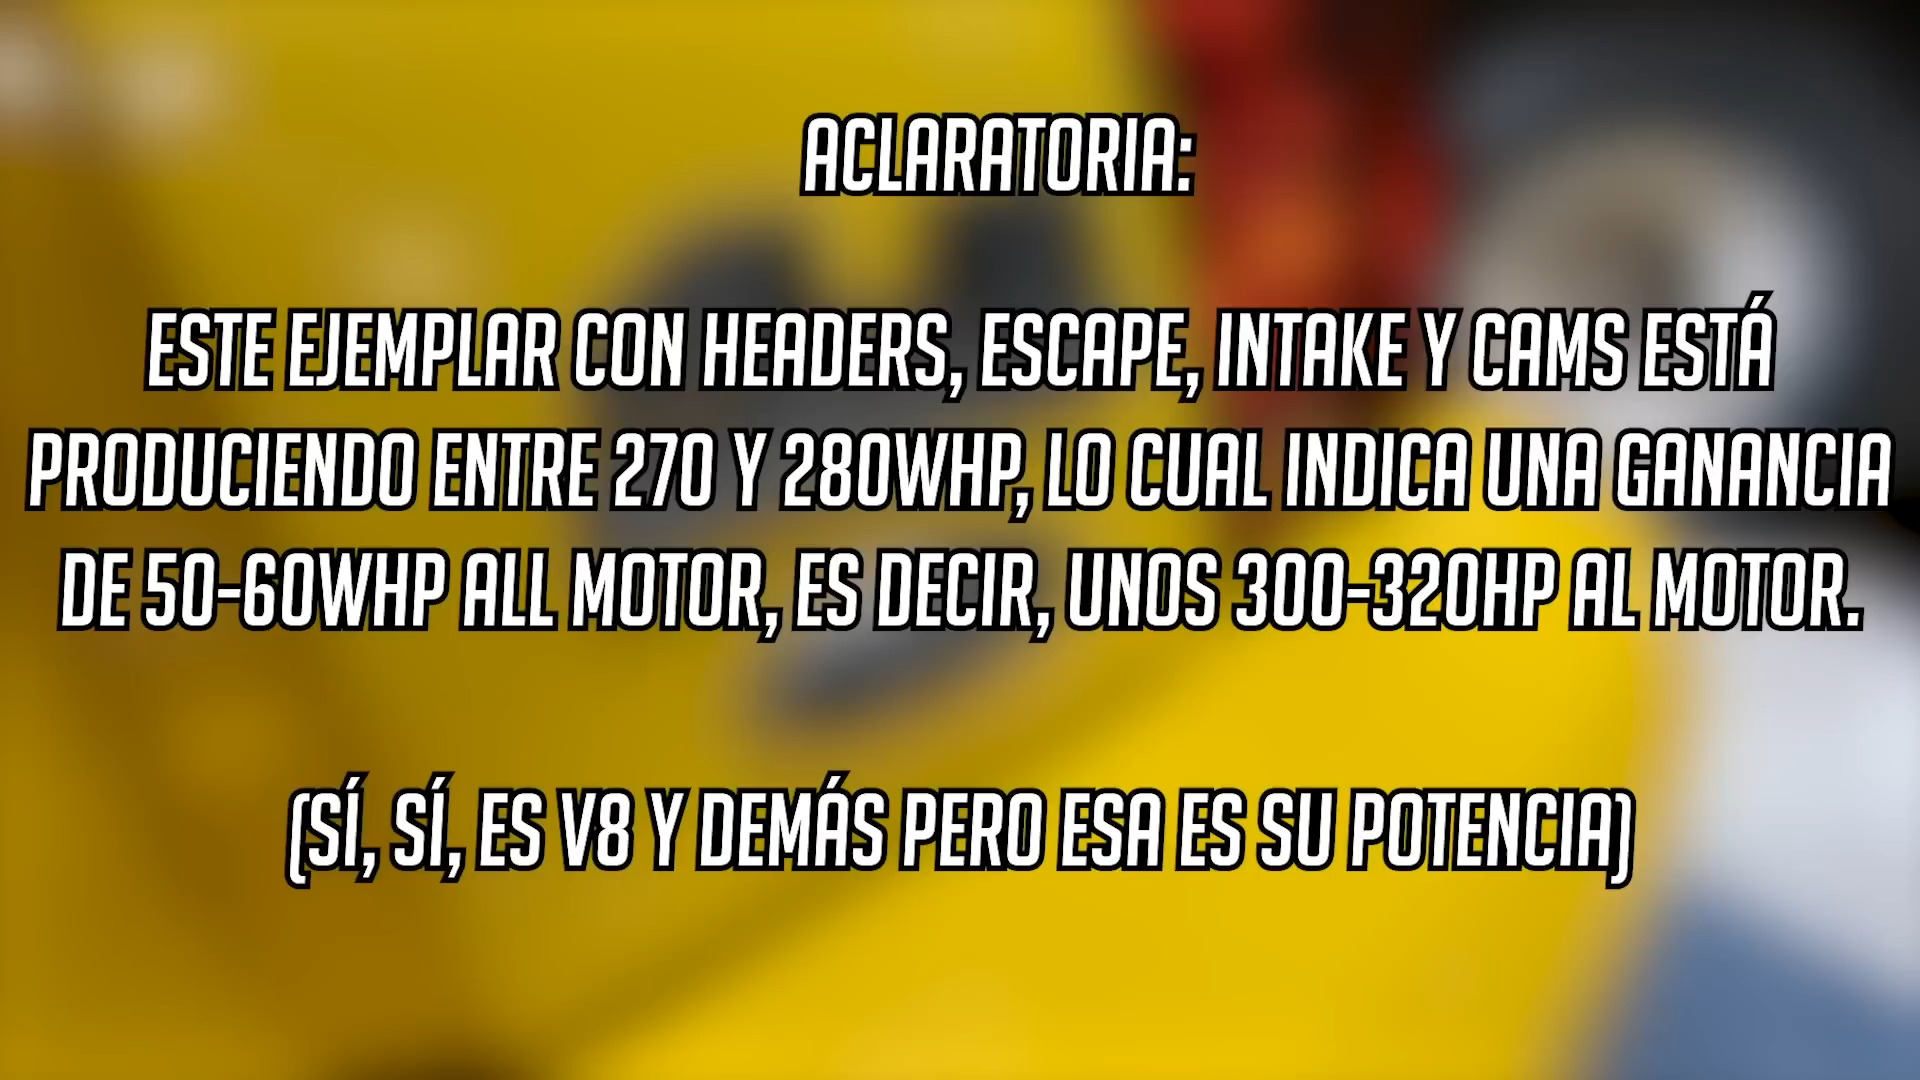 ACLARATORIA:
ESTE EJEMPLAR CON HEADERS, ESCAPE, INTAKE Y CAMS ESTÁ
PRODUCIENDO ENTRE 270 Y 280WHP, LO CUAL INDICA UNA GANANCIA
DE 50-60WHP ALL MOTOR, ES DECIR, UNOS 300-320HP AL MOTOR.
(SÍ, SÍ, ES V8 Y DEMÁS PERO ESA ES SU POTENCIA)